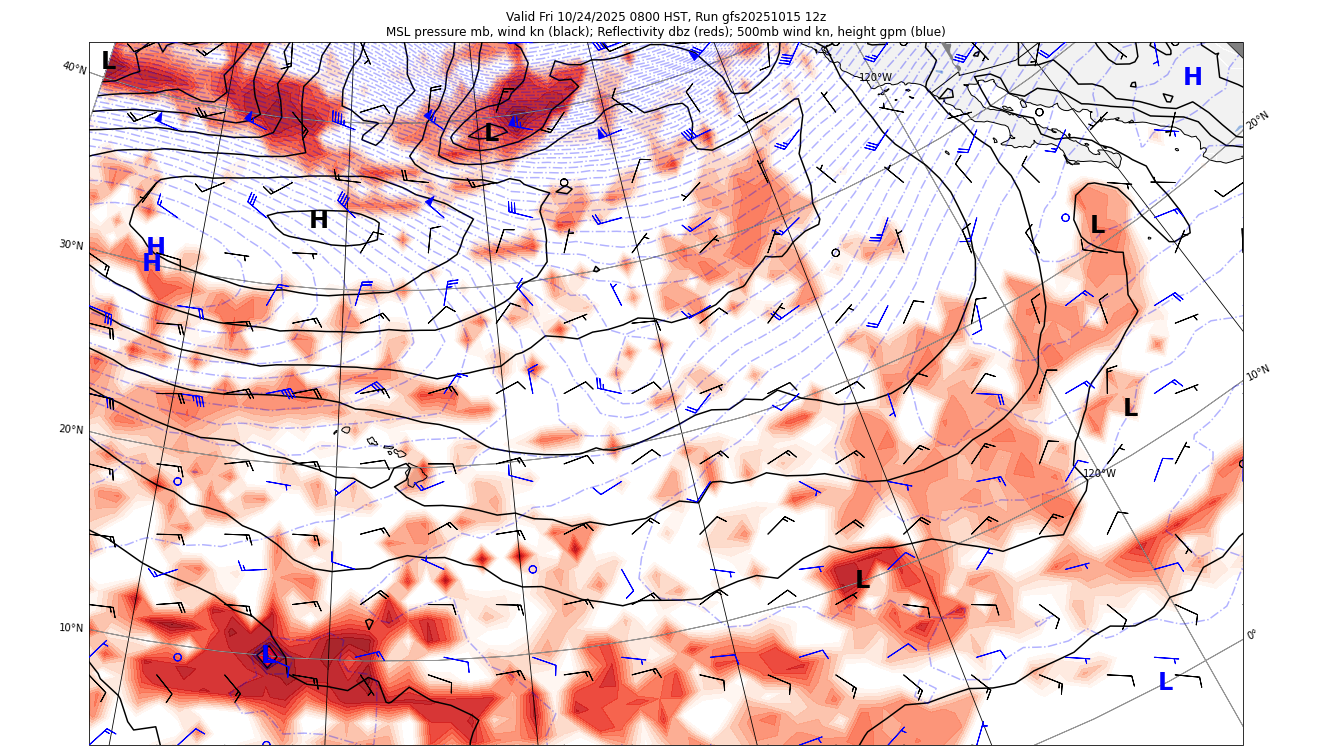 Valid Fri 10/24/2025 0800 HST, Run gfs20251015 12z
MSL pressure mb, wind kn (black); Reflectivity dbz (reds); 500mb wind kn, height gpm (blue)
L
40°N
120°W
H
20°N
L
H
L
H
30°N
H
10°N
L
20°N
120°W
L
10°N
0°
L
L